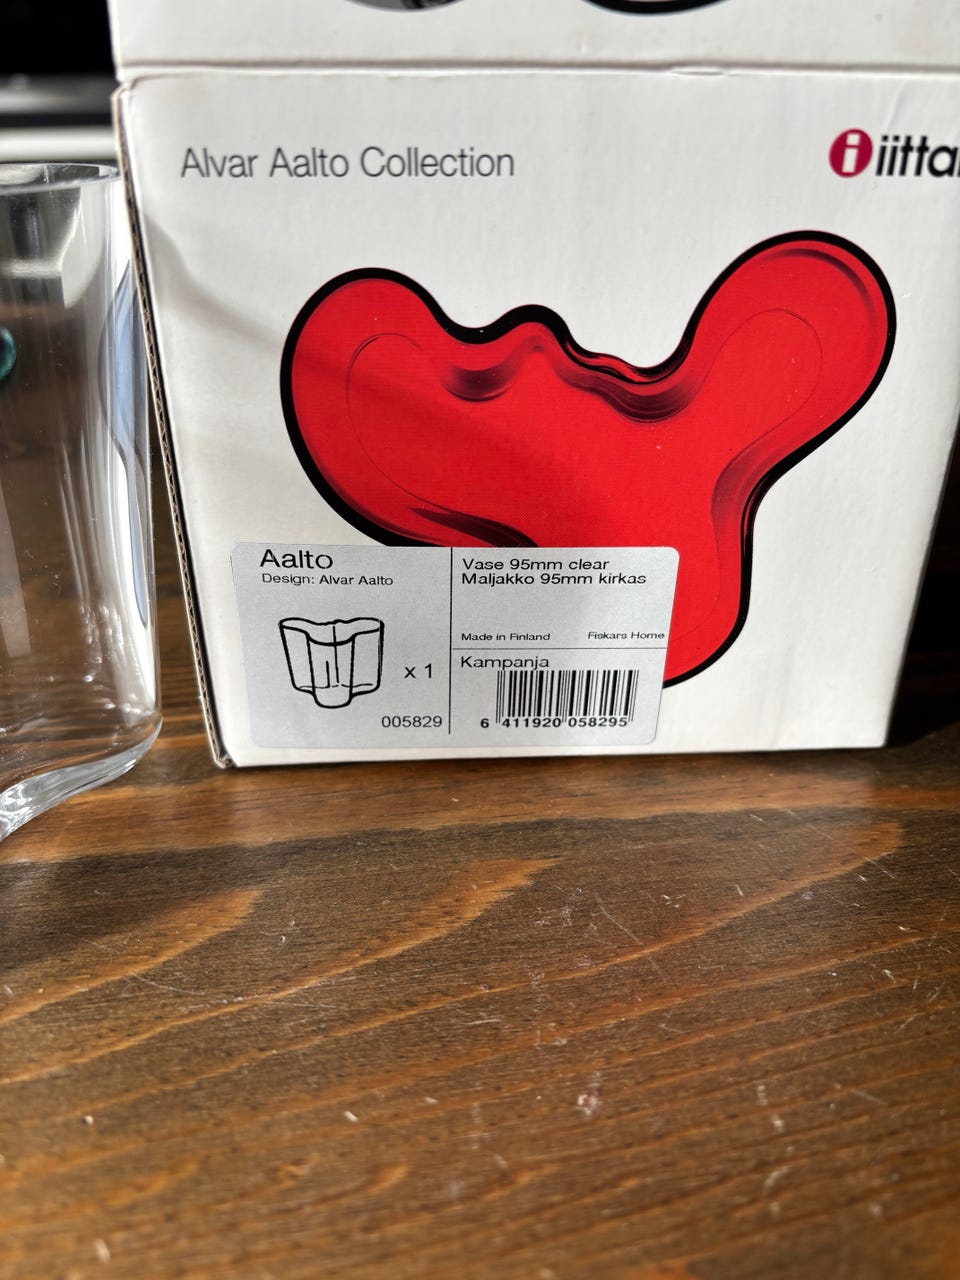 Alvar Aalto Collection
iitta
Aalto
Design: Alvar Aalto
x 1
005829
Vase 95mm clear
Maljakko 95mm kirkas
Made in Finland Fiskars Home
Kampanja
6 411920 058295